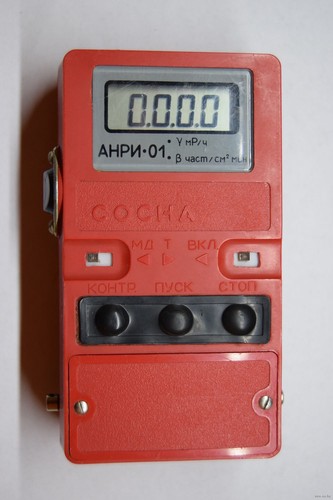 0.0.0.0
АНРИ·01.
• γ мР/ч
• β част/см² мин
СОСНА
МД Т ВКЛ.
КОНТР. ПУСК СТОП